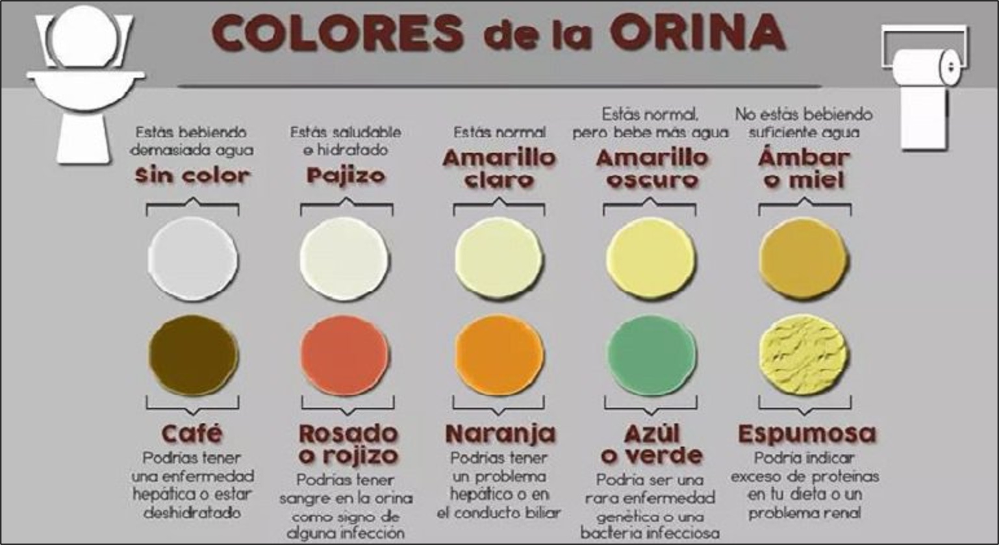 COLORES de la ORINA
Estás bebiendo
demasiada agua
Sin color
Estás saludable
e hidratado
Pajizo
Estás normal
Amarillo
claro
Estás normal,
pero bebe más agua
Amarillo
oscuro
No estás bebiendo
suficiente agua
Ámbar
o miel
Café
Podrías tener
una enfermedad
hepática o estar
deshidratado
Rosado
o rojizo
Podrías tener
sangre en la orina
como signo de
alguna infección
Naranja
Podrías tener
un problema
hepático o en
el conducto biliar
Azúl
o verde
Podría ser una
rara enfermedad
genética o una
bacteria infecciosa
Espumosa
Podría indicar
exceso de proteínas
en tu dieta o un
problema renal